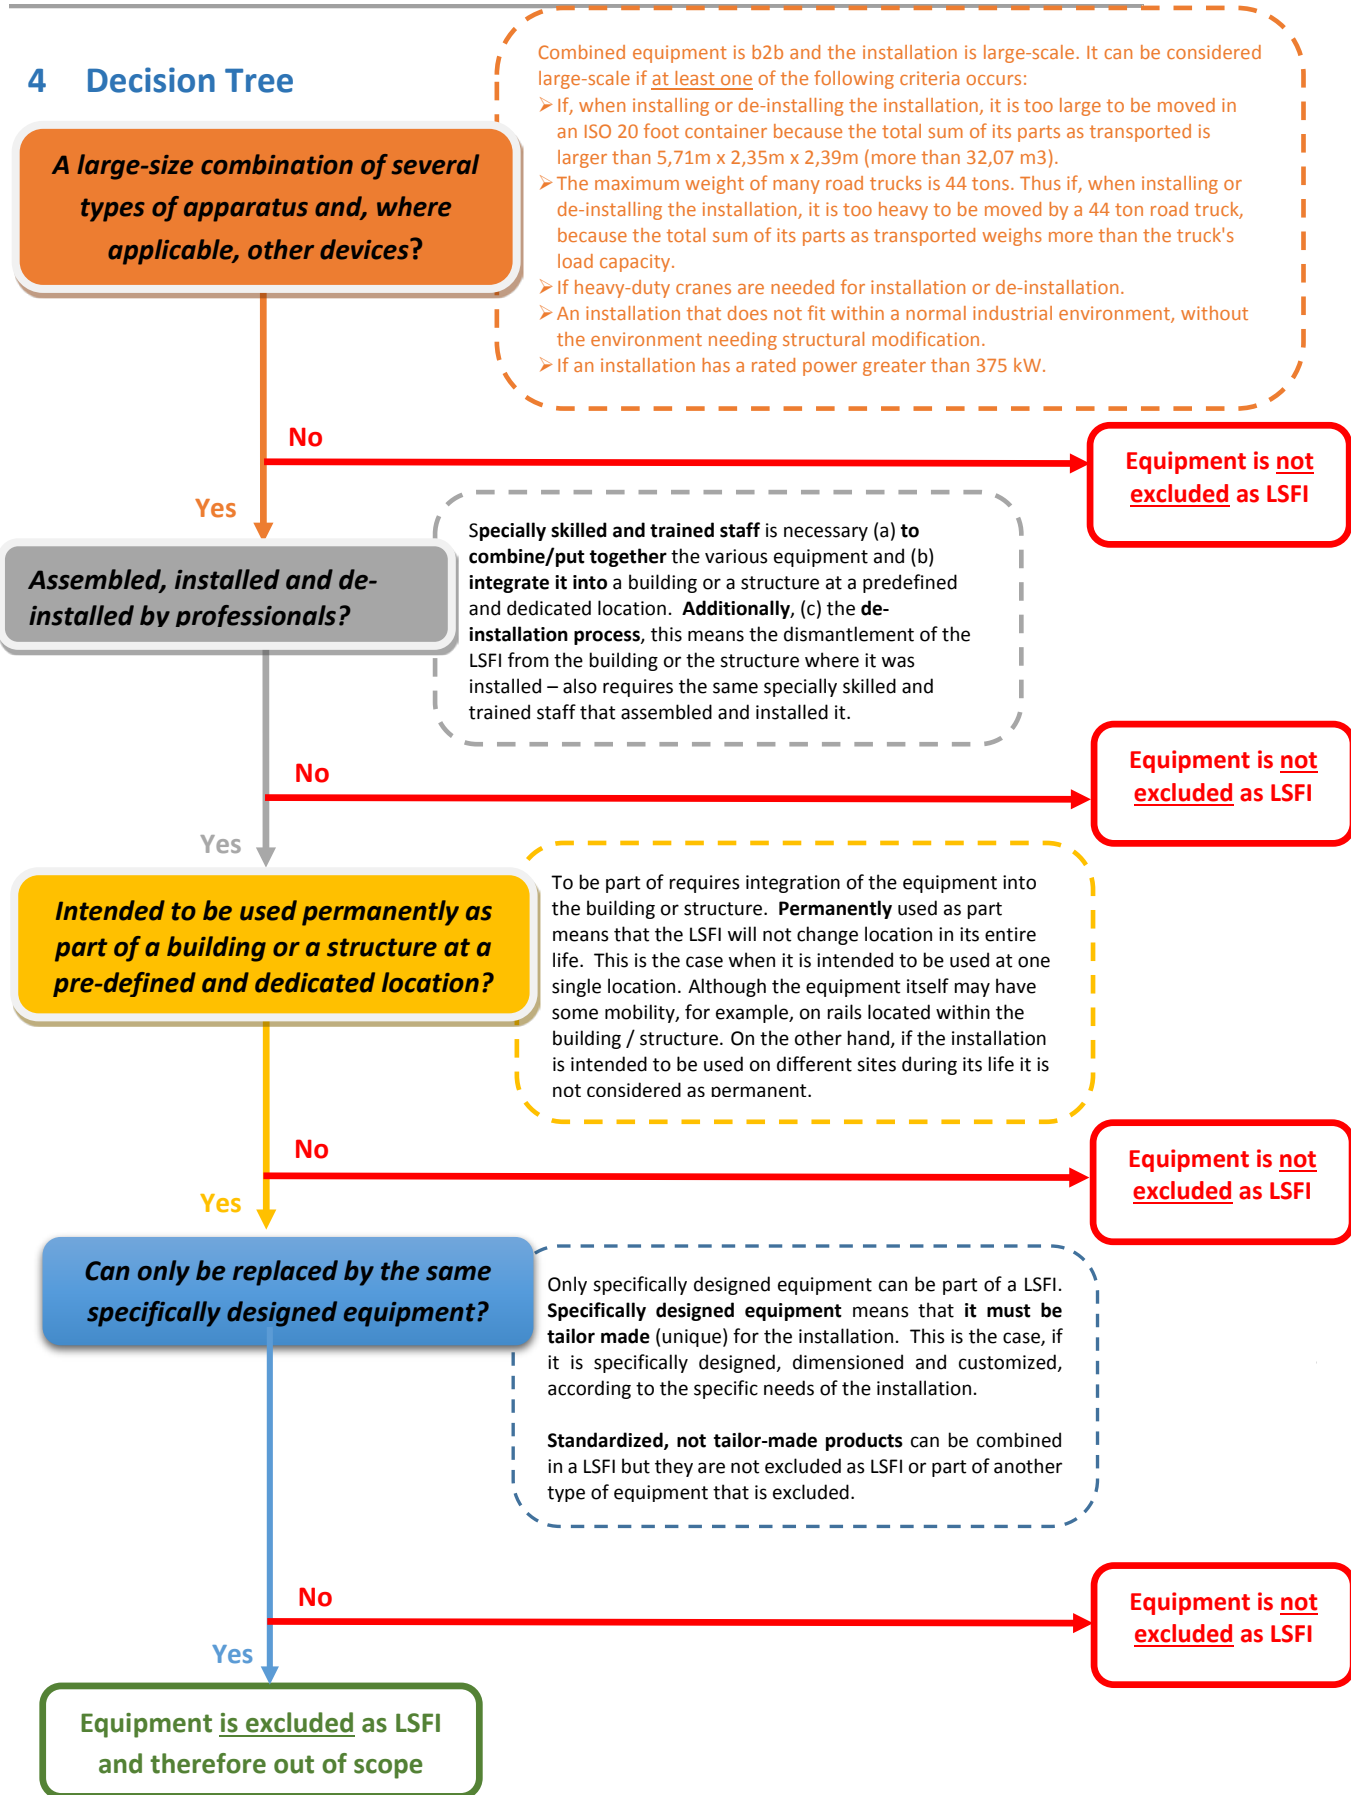 4 Decision Tree
A large-size combination of several
types of apparatus and, where
applicable, other devices?
Combined equipment is b2b and the installation is large-scale. It can be considered
large-scale if at least one of the following criteria occurs:
➢ If, when installing or de-installing the installation, it is too large to be moved in
an ISO 20 foot container because the total sum of its parts as transported is
larger than 5,71m x 2,35m x 2,39m (more than 32,07 m3).
➢ The maximum weight of many road trucks is 44 tons. Thus if, when installing or
de-installing the installation, it is too heavy to be moved by a 44 ton road truck,
because the total sum of its parts as transported weighs more than the truck's
load capacity.
➢ If heavy-duty cranes are needed for installation or de-installation.
➢ An installation that does not fit within a normal industrial environment, without
the environment needing structural modification.
➢ If an installation has a rated power greater than 375 kW.
No
Equipment is not
excluded as LSFI
Yes
Assembled, installed and de-
installed by professionals?
Specially skilled and trained staff is necessary (a) to
combine/put together the various equipment and (b)
integrate it into a building or a structure at a predefined
and dedicated location. Additionally, (c) the de-
installation process, this means the dismantlement of the
LSFI from the building or the structure where it was
installed – also requires the same specially skilled and
trained staff that assembled and installed it.
No
Equipment is not
excluded as LSFI
Yes
Intended to be used permanently as
part of a building or a structure at a
pre-defined and dedicated location?
To be part of requires integration of the equipment into
the building or structure. Permanently used as part
means that the LSFI will not change location in its entire
life. This is the case when it is intended to be used at one
single location. Although the equipment itself may have
some mobility, for example, on rails located within the
building / structure. On the other hand, if the installation
is intended to be used on different sites during its life it is
not considered as permanent.
No
Equipment is not
excluded as LSFI
Yes
Can only be replaced by the same
specifically designed equipment?
Only specifically designed equipment can be part of a LSFI.
Specifically designed equipment means that it must be
tailor made (unique) for the installation. This is the case, if
it is specifically designed, dimensioned and customized,
according to the specific needs of the installation.
Standardized, not tailor-made products can be combined
in a LSFI but they are not excluded as LSFI or part of another
type of equipment that is excluded.
No
Equipment is not
excluded as LSFI
Yes
Equipment is excluded as LSFI
and therefore out of scope